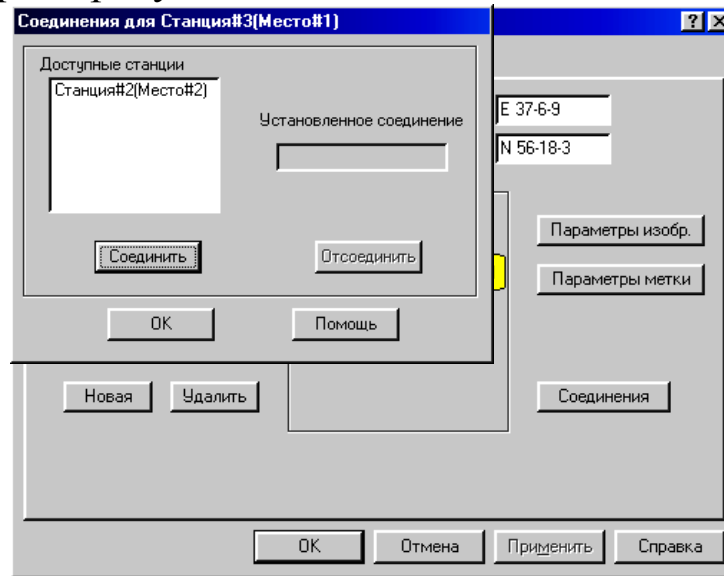 Соединения для Станция#3(Место#1)
Доступные станции
Станция#2(Место#2)
Установленное соединение
E 37-6-9
N 56-18-3
Соединить
Отсоединить
Параметры изобр.
Параметры метки
OK
Помощь
Новая
Удалить
Соединения
OK
Отмена
Применить
Справка